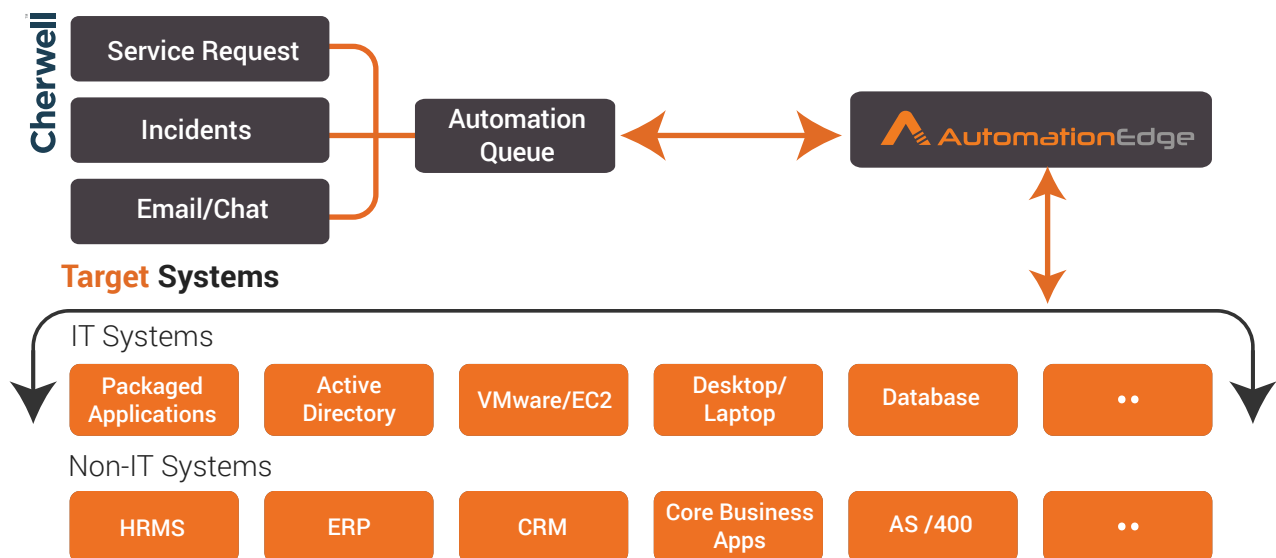 Cherwell
Service Request
Incidents
Email/Chat
Automation
Queue
AutomationEdge
Target Systems
IT Systems
Packaged
Applications
Active
Directory
VMware/EC2
Desktop/
Laptop
Database
••
Non-IT Systems
HRMS
ERP
CRM
Core Business
Apps
AS /400
••